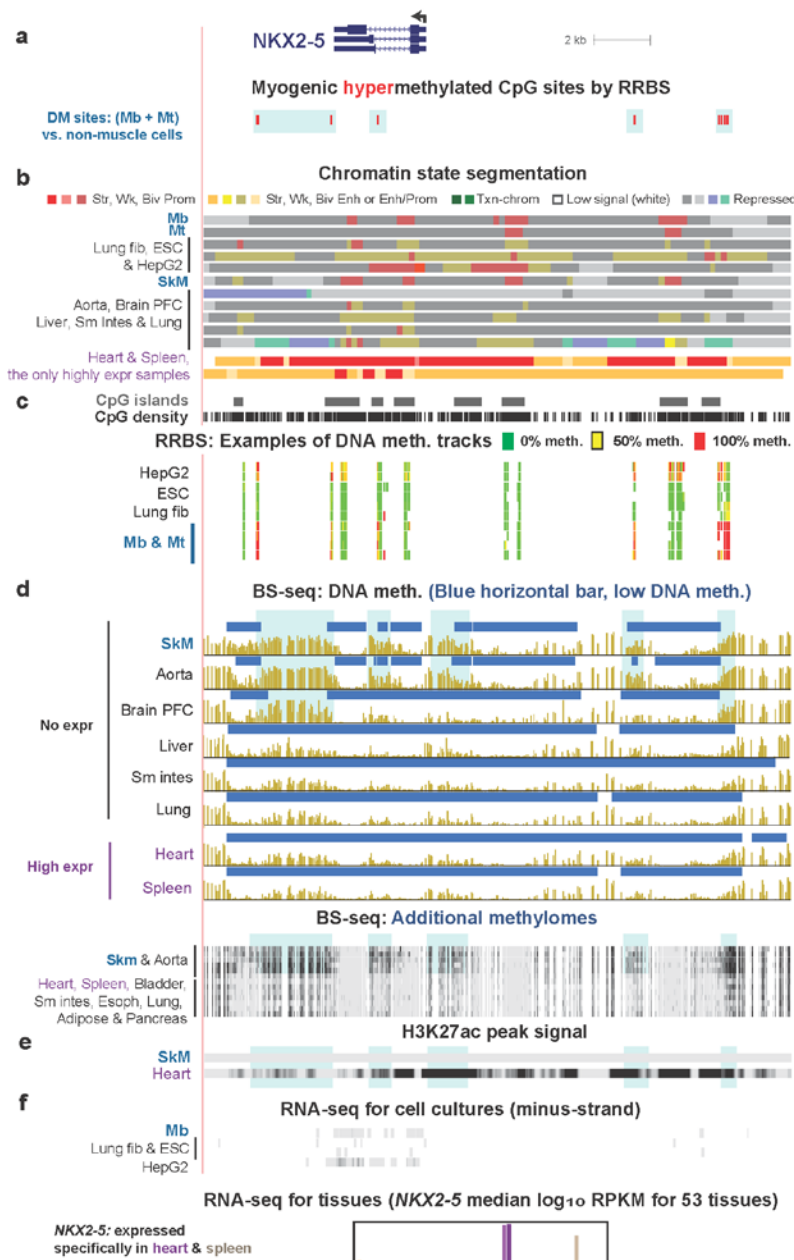 a
NKX2-5
2 kb
Myogenic hypermethylated CpG sites by RRBS
DM sites: (Mb + Mt)
vs. non-muscle cells
b
Chromatin state segmentation
Str, Wk, Biv Prom
Str, Wk, Biv Enh or Enh/Prom
Txn-chrom
Low signal (white)
Repressed
Mb
Mt
Lung fib, ESC
& HepG2
SkM
Aorta, Brain PFC
Liver, Sm Intes & Lung
Heart & Spleen,
the only highly expr samples
c
CpG islands
CpG density
RRBS: Examples of DNA meth. tracks
0% meth.
50% meth.
100% meth.
HepG2
ESC
Lung fib
Mb & Mt
d
BS-seq: DNA meth. (Blue horizontal bar, low DNA meth.)
No expr
SkM
Aorta
Brain PFC
Liver
Sm intes
Lung
High expr
Heart
Spleen
BS-seq: Additional methylomes
Skm & Aorta
Heart, Spleen, Bladder,
Sm intes, Esoph, Lung,
Adipose & Pancreas
e
H3K27ac peak signal
SkM
Heart
f
RNA-seq for cell cultures (minus-strand)
Mb
Lung fib & ESC
HepG2
RNA-seq for tissues (NKX2-5 median log₁₀ RPKM for 53 tissues)
NKX2-5: expressed
specifically in heart & spleen